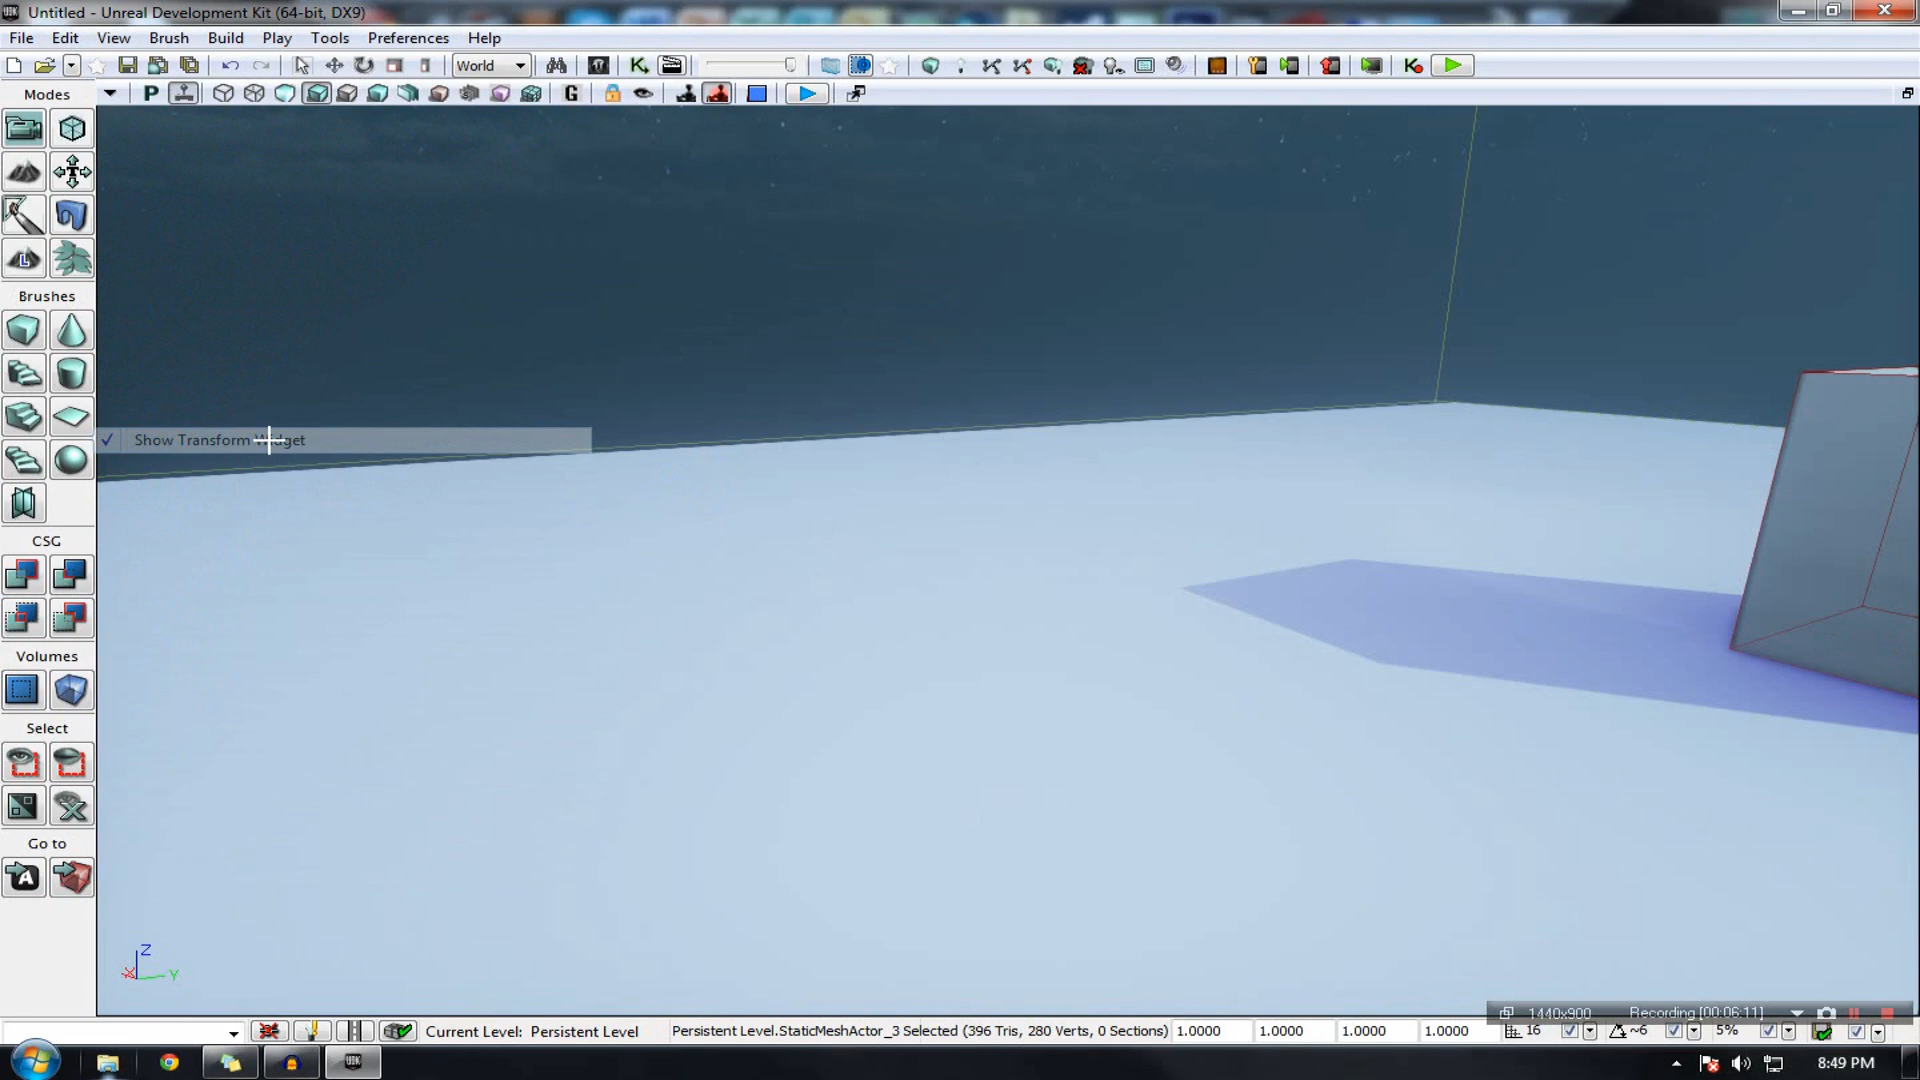 Untitled - Unreal Development Kit (64-bit, DX9)
File Edit View Brush Build Play Tools Preferences Help
World
Modes
P
G
L
Brushes
Show Transform Widget
CSG
Volumes
Select
Go to
A
Z
X Y
1440x900 Recording [00:06:11]
Current Level: Persistent Level Persistent Level.StaticMeshActor_3 Selected (396 Tris, 280 Verts, 0 Sections) 1.0000 1.0000 1.0000 1.0000 16 ~6 5%
8:49 PM